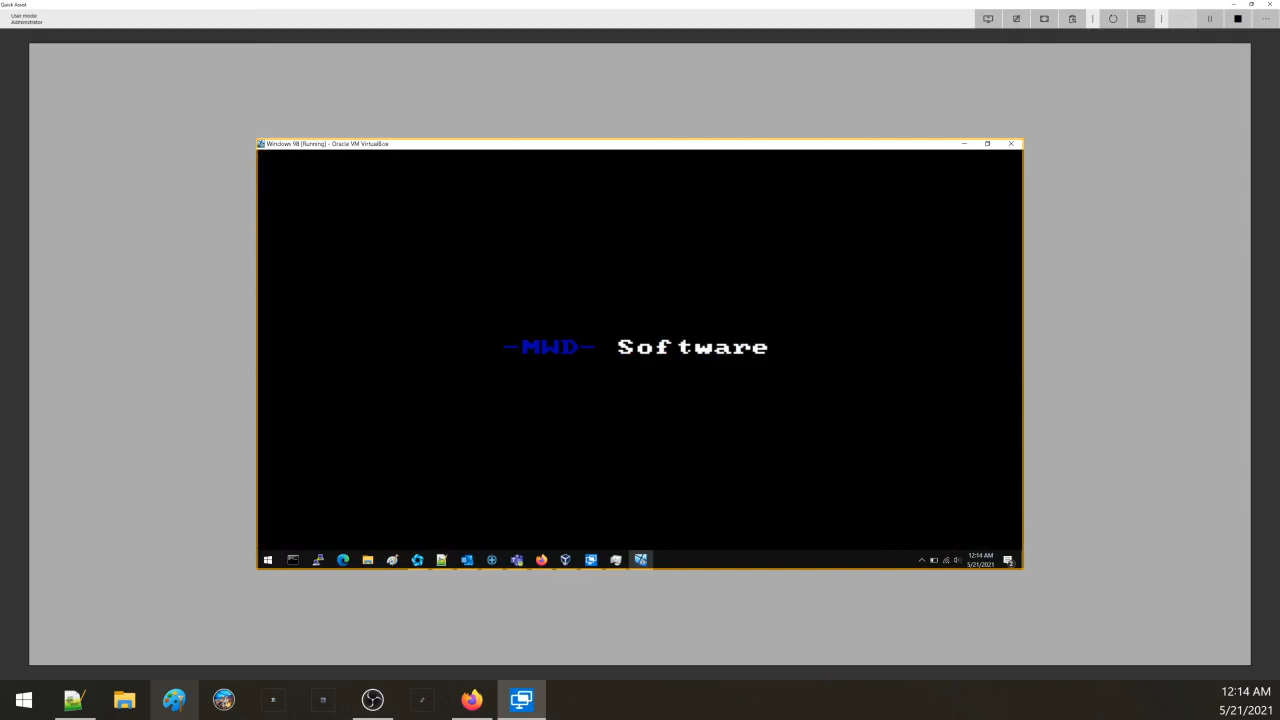 Quick Assist
User mode:
Administrator
Windows 98 [Running] - Oracle VM VirtualBox
-MWD- Software
12:14 AM
5/21/2021
12:14 AM
5/21/2021